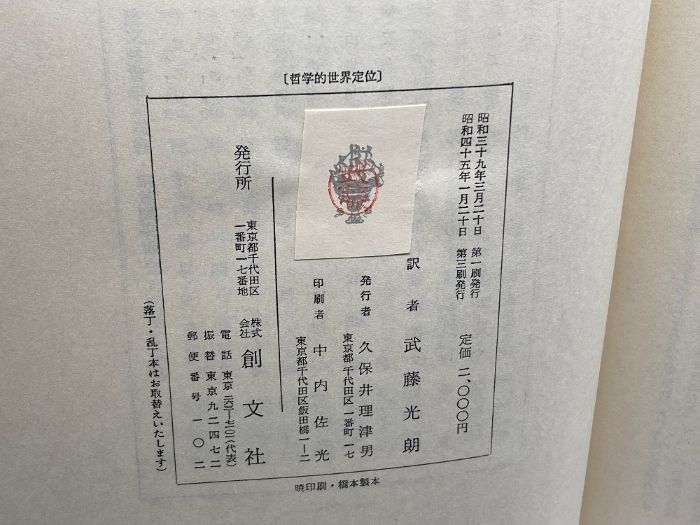 〔哲学的世界定位〕
昭和三十九年三月二十日 第一刷発行
昭和四十五年一月二十日 第三刷発行
定価 二、〇〇〇円
訳者 武藤光朗
発行者 久保井理津男
東京都千代田区一番町一七
印刷者 中内佐光
東京都千代田区飯田橋一ー二
発行所
東京都千代田区
一番町一七番地
株式会社 創文社
電話 東京
(代表)
振替 東京九二四七二
郵便番号 一〇二
(落丁・乱丁本はお取替えいたします)
暁印刷・橋本製本